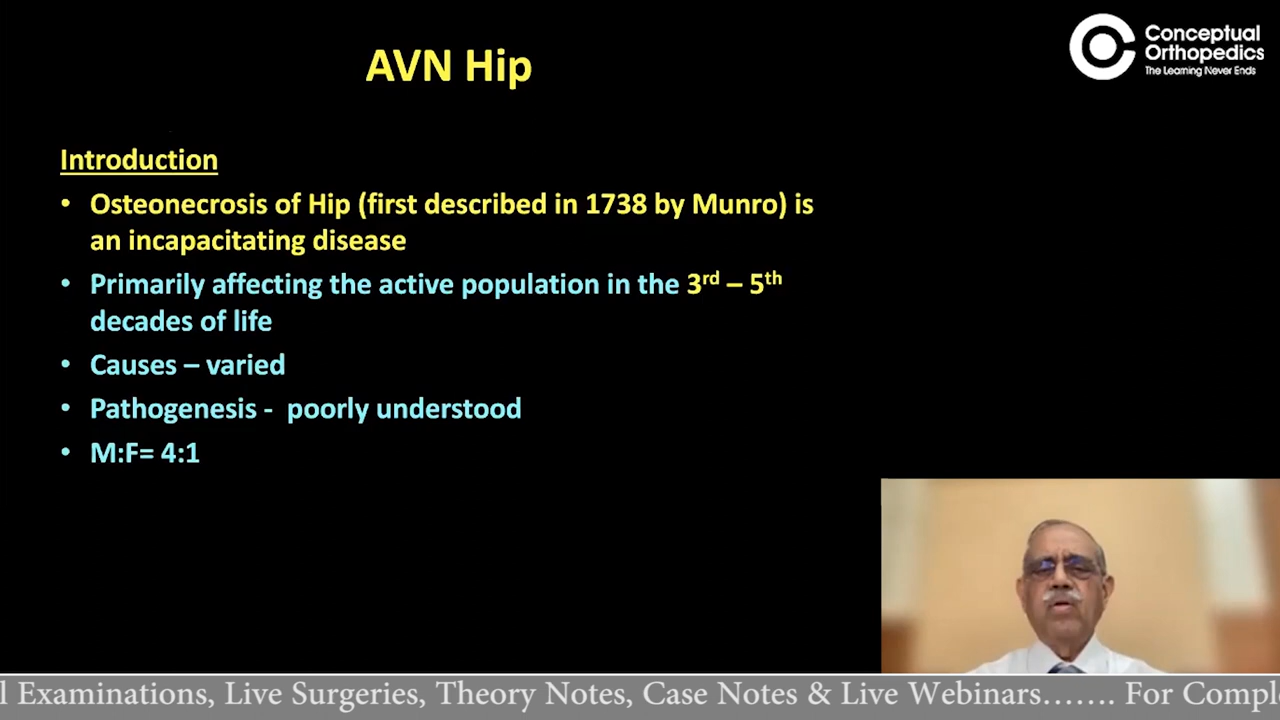 AVN Hip
Conceptual
Orthopedics
The Learning Never Ends
Introduction
• Osteonecrosis of Hip (first described in 1738 by Munro) is
an incapacitating disease
• Primarily affecting the active population in the 3rd – 5th
decades of life
• Causes – varied
• Pathogenesis - poorly understood
• M:F= 4:1
l Examinations, Live Surgeries, Theory Notes, Case Notes & Live Webinars……. For Comple